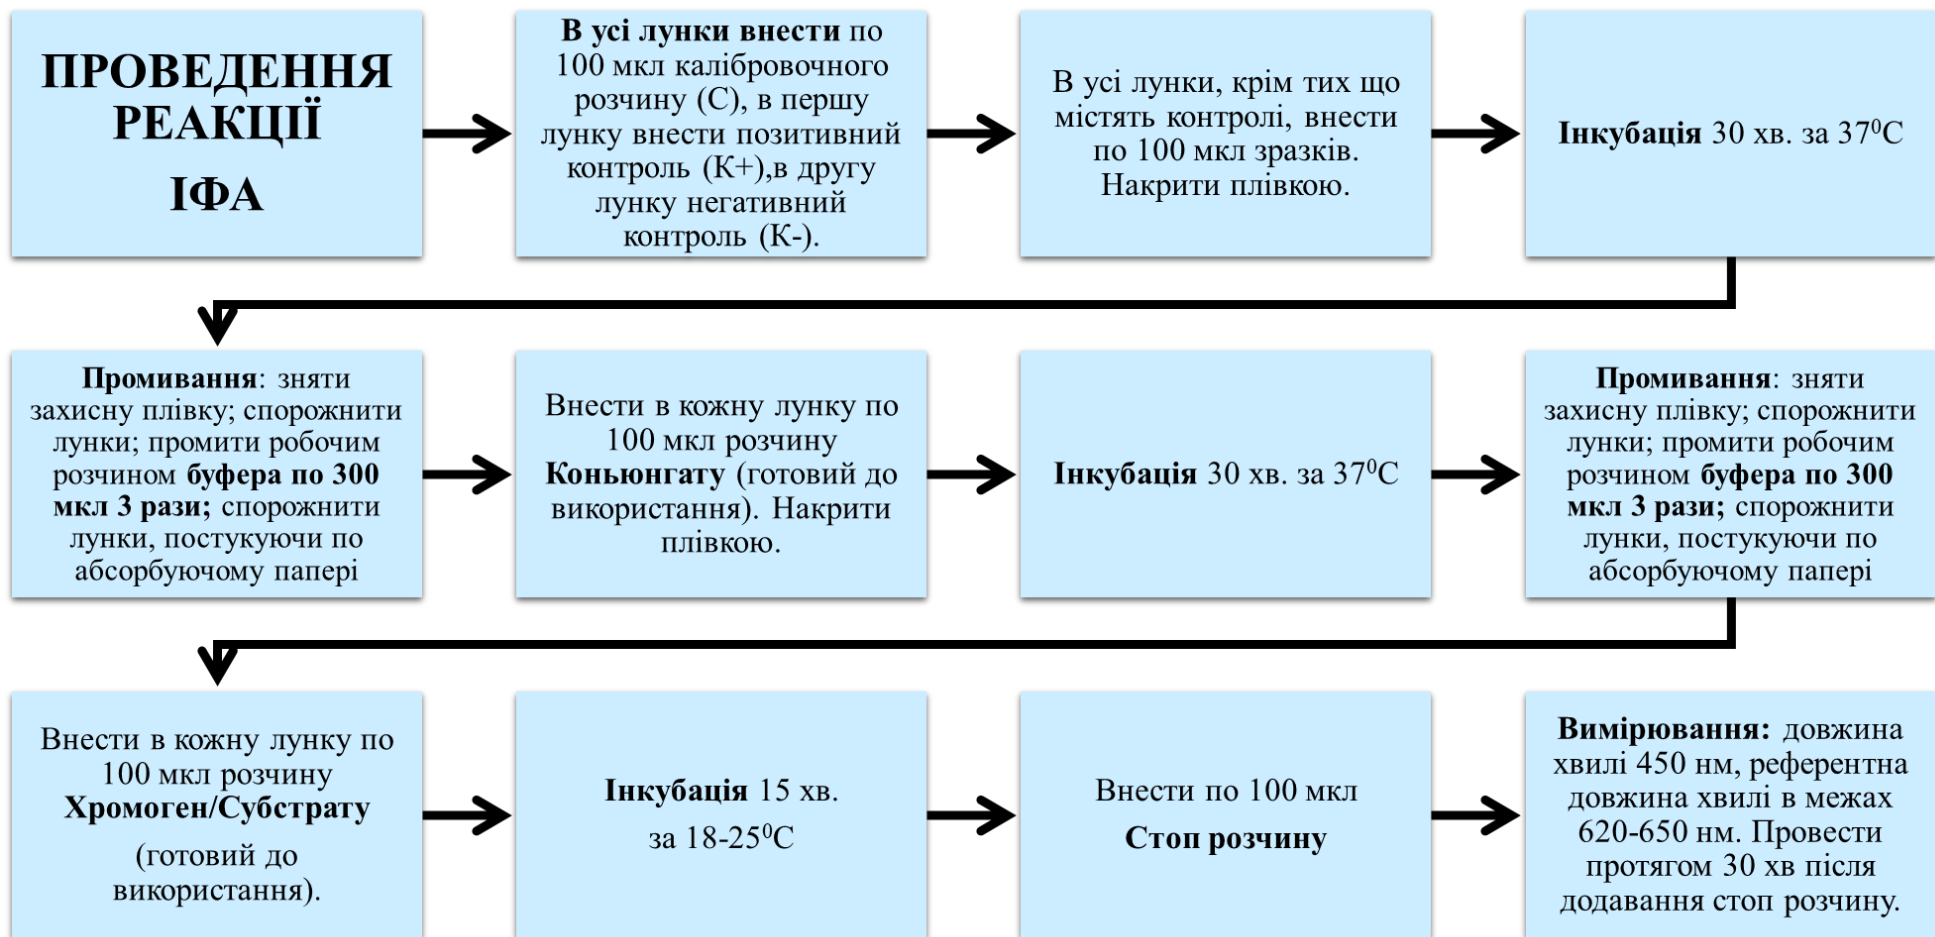 ПРОВЕДЕННЯ
РЕАКЦІЇ
ІФА
В усі лунки внести по
100 мкл калібровочного
розчину (С), в першу
лунку внести позитивний
контроль (К+),в другу
лунку негативний
контроль (К-).
В усі лунки, крім тих що
містять контролі, внести
по 100 мкл зразків.
Накрити плівкою.
Інкубація 30 хв. за 37⁰С
Промивання: зняти
захисну плівку; спорожнити
лунки; промити робочим
розчином буфера по 300
мкл 3 рази; спорожнити
лунки, постукуючи по
абсорбуючому папері
Внести в кожну лунку по
100 мкл розчину
Коньюнгату (готовий до
використання). Накрити
плівкою.
Інкубація 30 хв. за 37⁰С
Промивання: зняти
захисну плівку; спорожнити
лунки; промити робочим
розчином буфера по 300
мкл 3 рази; спорожнити
лунки, постукуючи по
абсорбуючому папері
Внести в кожну лунку по
100 мкл розчину
Хромоген/Субстрату
(готовий до
використання).
Інкубація 15 хв.
за 18-25⁰С
Внести по 100 мкл
Стоп розчину
Вимірювання: довжина
хвилі 450 нм, референтна
довжина хвилі в межах
620-650 нм. Провести
протягом 30 хв після
додавання стоп розчину.